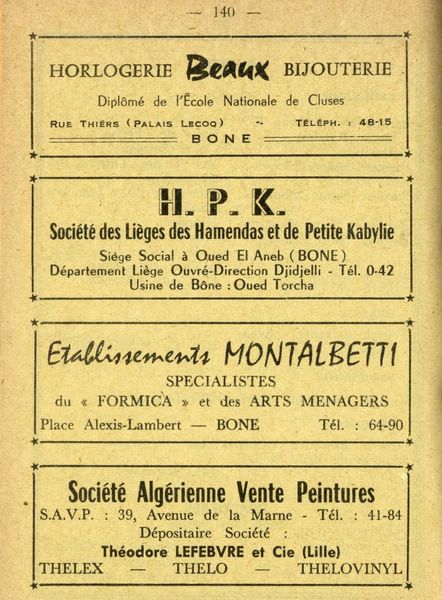 — 140 —
HORLOGERIE Beaux BIJOUTERIE
Diplômé de l'École Nationale de Cluses
RUE THIÉRS (PALAIS LECOQ) -- TÉLÉPH. : 48-15
BONE
H. P. K.
Société des Lièges des Hamendas et de Petite Kabylie
Siège Social à Oued El Aneb (BONE)
Département Liège Ouvré-Direction Djidjelli - Tél. 0-42
Usine de Bône : Oued Torcha
Etablissements MONTALBETTI
SPECIALISTES
du « FORMICA » et des ARTS MENAGERS
Place Alexis-Lambert — BONE Tél. : 64-90
Société Algérienne Vente Peintures
S.A.V.P. : 39, Avenue de la Marne - Tél. : 41-84
Dépositaire Société :
Théodore LEFEBVRE et Cie (Lille)
THELEX — THELO — THELOVINYL